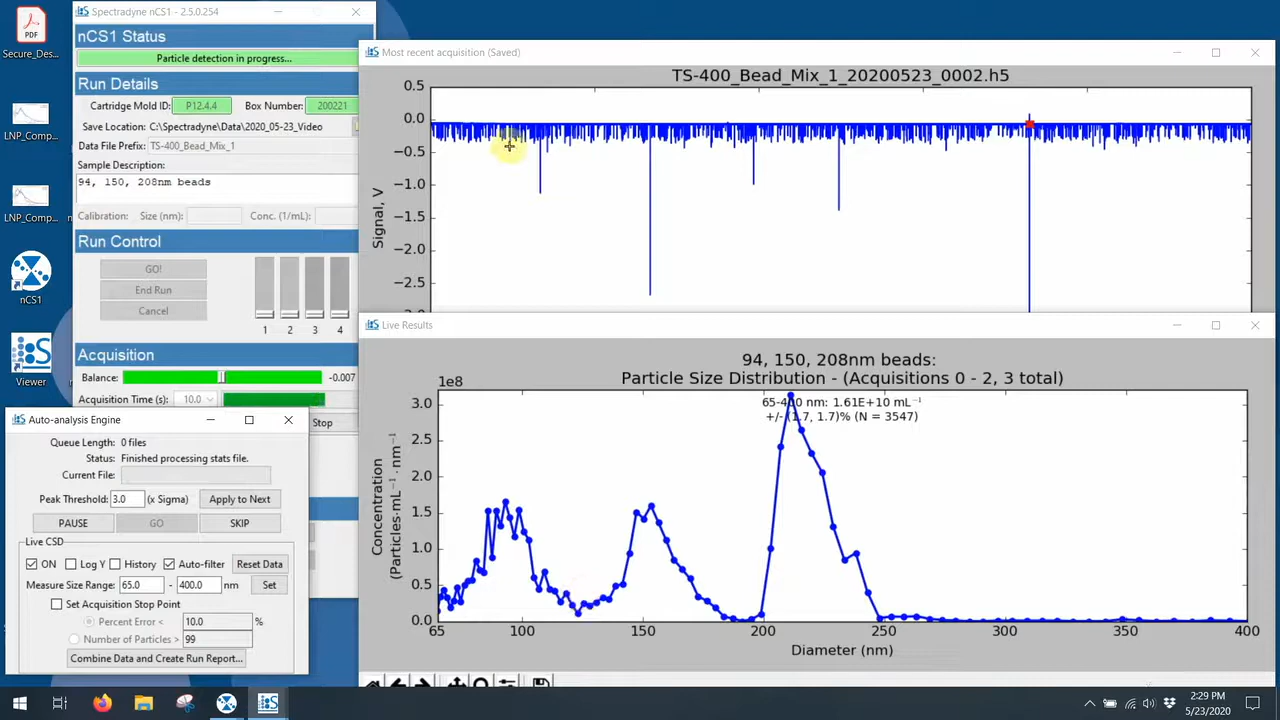 Secure_Des...
LNP_Comp...
LNP_Comp...
nCS1
Viewer
Spectradyne nCS1 - 2.5.0.254
nCS1 Status
Particle detection in progress...
Run Details
Cartridge Mold ID: P12.4.4 Box Number: 200221
Save Location: C:\Spectradyne\Data\2020_05-23_Video
Data File Prefix: TS-400_Bead_Mix_1
Sample Description:
94, 150, 208nm beads
Calibration: Size (nm): Conc. (1/mL):
Run Control
GO!
End Run
Cancel
1 2 3 4
Acquisition
Balance: -0.007
Acquisition Time (s): 10.0
Stop
Auto-analysis Engine
Queue Length: 0 files
Status: Finished processing stats file.
Current File:
Peak Threshold: 3.0 (x Sigma) Apply to Next
PAUSE GO SKIP
Live CSD
ON Log Y History Auto-filter Reset Data
Measure Size Range: 65.0 - 400.0 nm Set
Set Acquisition Stop Point
Percent Error < 10.0 %
Number of Particles > 99
Combine Data and Create Run Report...
Most recent acquisition (Saved)
TS-400_Bead_Mix_1_20200523_0002.h5
0.5
0.0
−0.5
−1.0
−1.5
−2.0
−2.5
Signal, V
Live Results
94, 150, 208nm beads:
Particle Size Distribution - (Acquisitions 0 - 2, 3 total)
1e8
65-400 nm: 1.61E+10 mL⁻¹
+/- (1.7, 1.7)% (N = 3547)
3.0
2.5
2.0
1.5
1.0
0.5
0.0
Concentration
(Particles·mL⁻¹·nm⁻¹)
65 100 150 200 250 300 350 400
Diameter (nm)
2:29 PM
5/23/2020